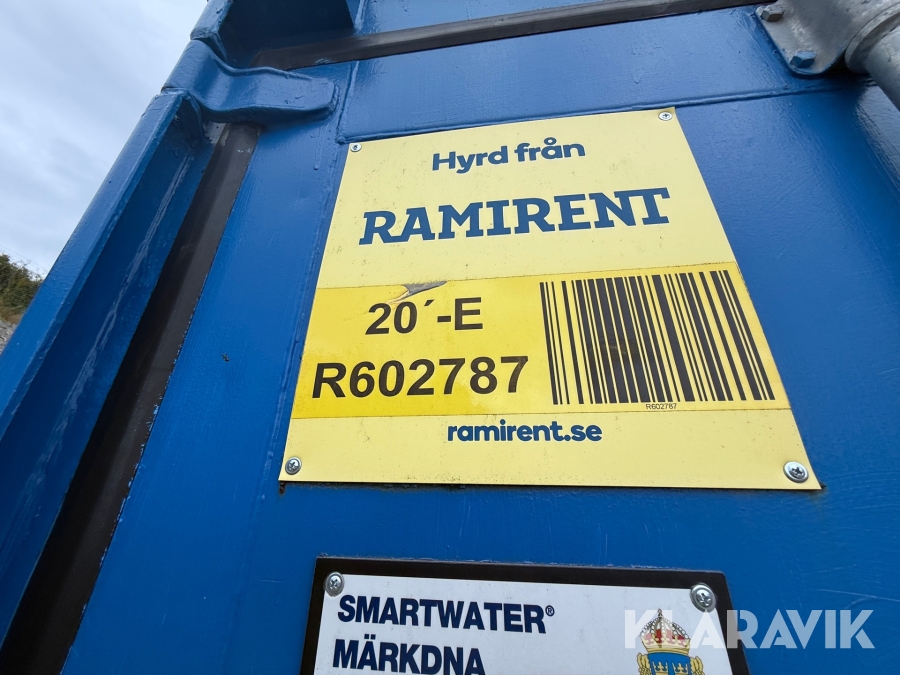 Hyrd från
RAMIRENT
20´-E
R602787
R602787
ramirent.se
SMARTWATER®
MÄRKDNA
KLARAVIK